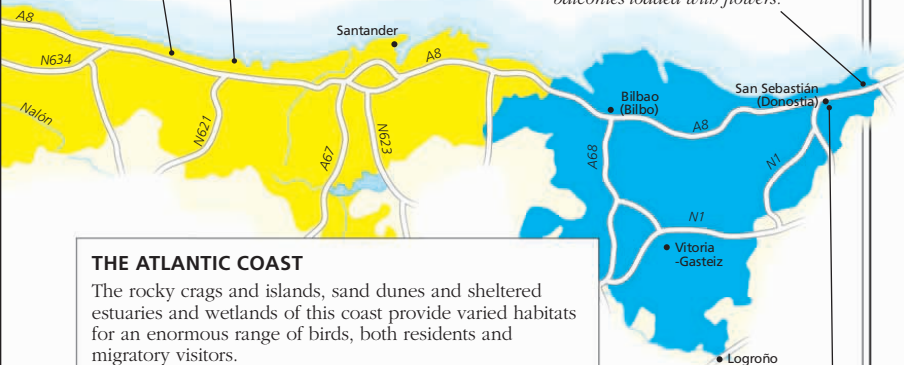 balconies loaded with flowers.
A8
Santander
N634
A8
San Sebastián
(Donostia)
Bilbao
(Bilbo)
Nalón
N621
A67
N623
A8
A68
N1
N1
Vitoria
-Gasteiz
THE ATLANTIC COAST
The rocky crags and islands, sand dunes and sheltered
estuaries and wetlands of this coast provide varied habitats
for an enormous range of birds, both residents and
migratory visitors.
Logroño